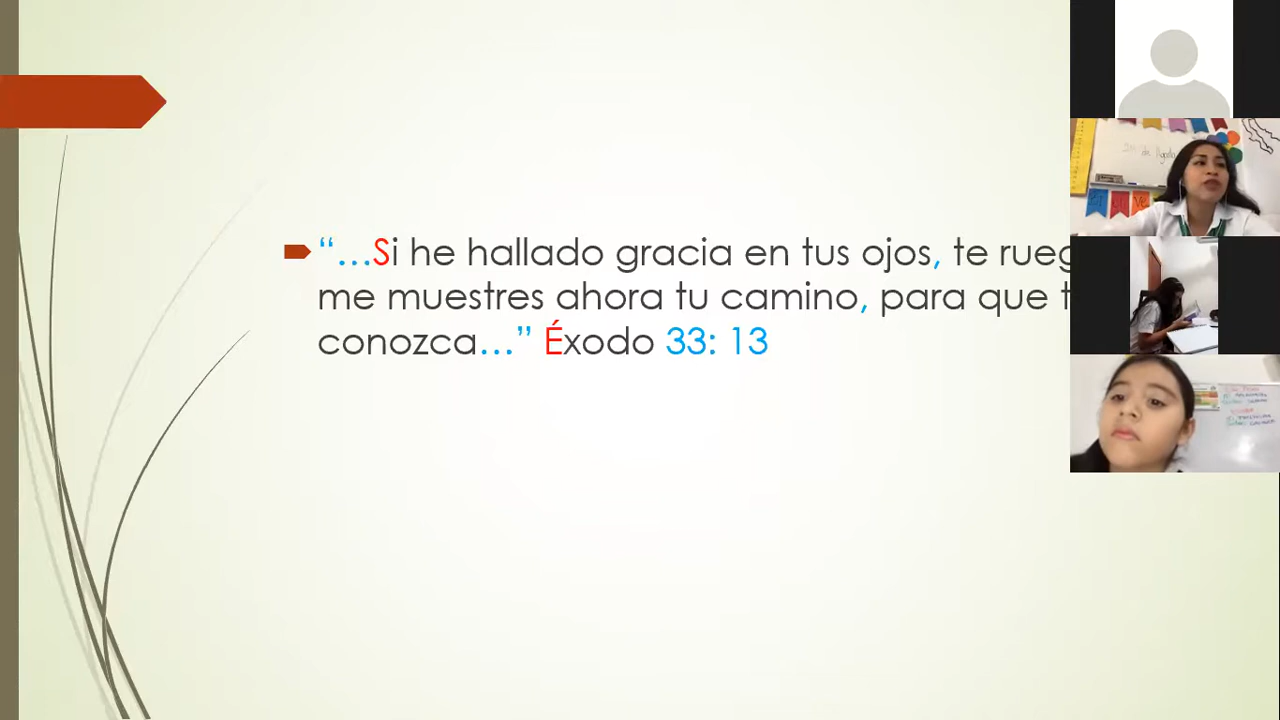 “…Si he hallado gracia en tus ojos, te rueg
me muestres ahora tu camino, para que t
conozca…” Éxodo 33: 13